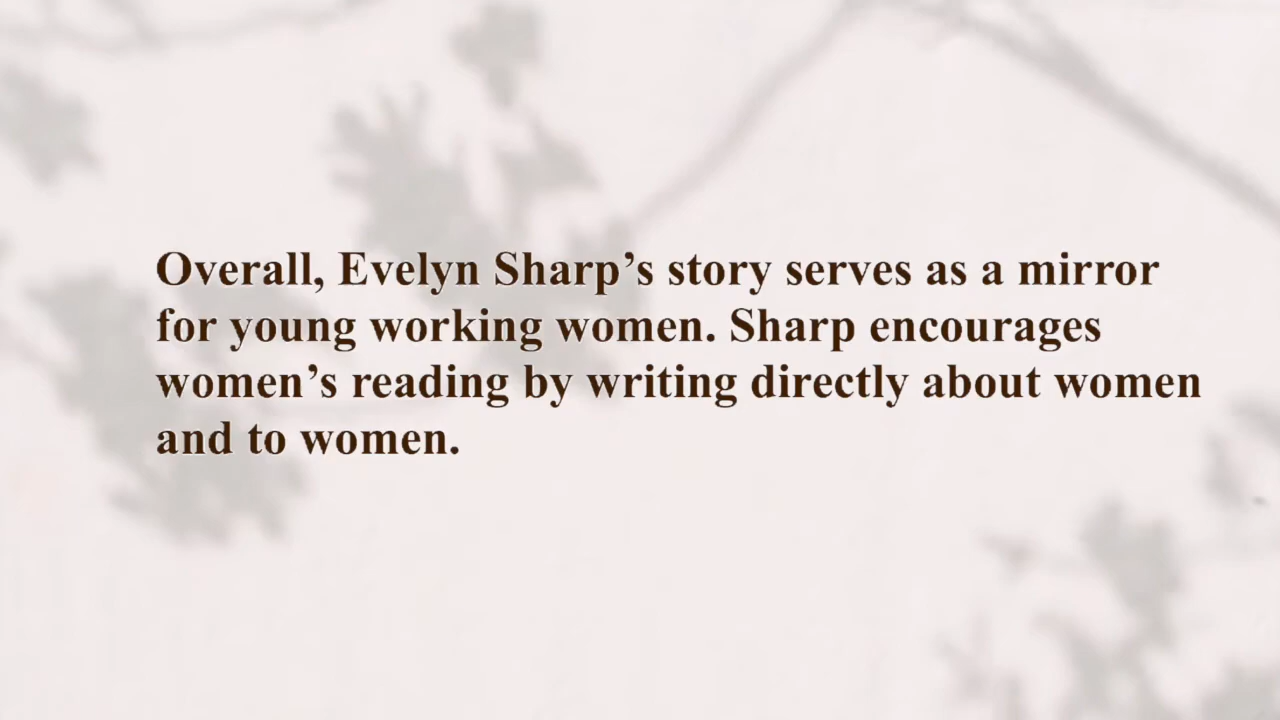 Overall, Evelyn Sharp’s story serves as a mirror
for young working women. Sharp encourages
women’s reading by writing directly about women
and to women.